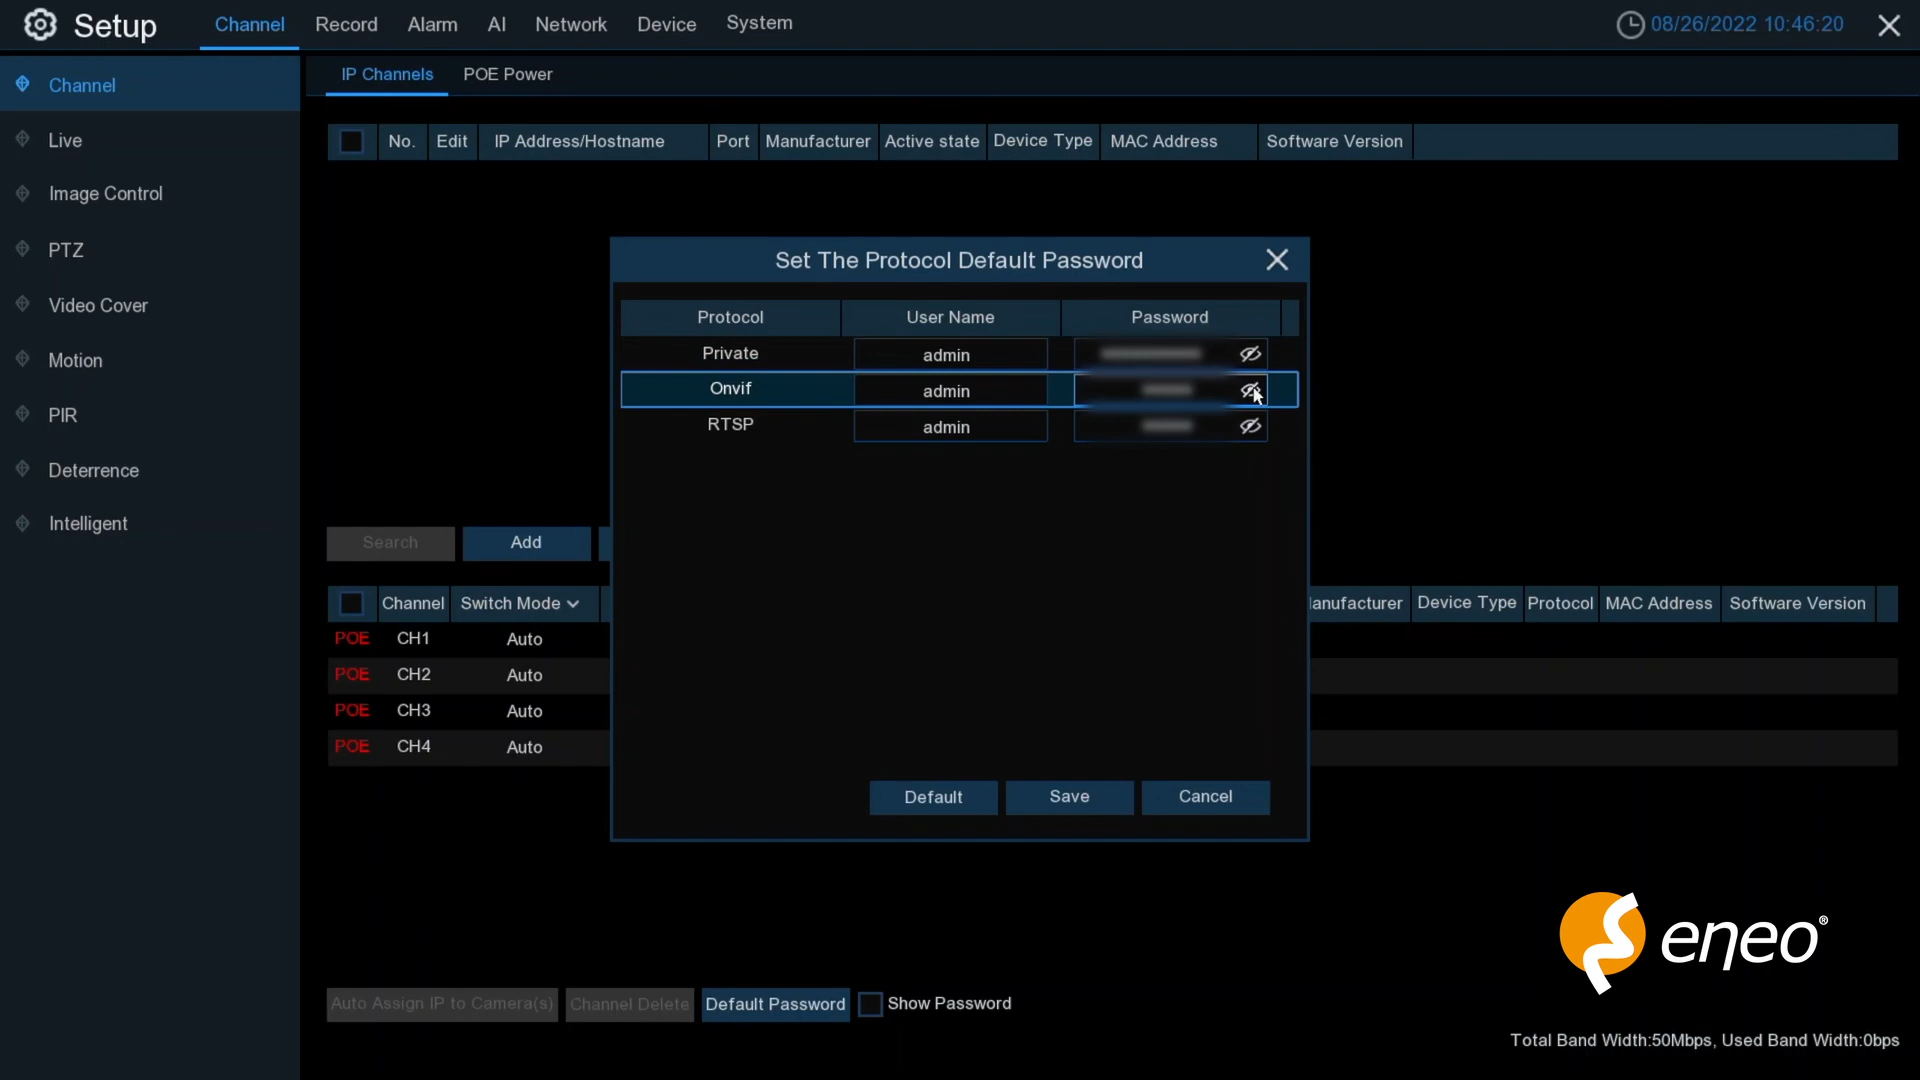 Setup Channel Record Alarm AI Network Device System 08/26/2022 10:46:20
Channel
Live
Image Control
PTZ
Video Cover
Motion
PIR
Deterrence
Intelligent
IP Channels POE Power
No. Edit IP Address/Hostname Port Manufacturer Active state Device Type MAC Address Software Version
Set The Protocol Default Password
Protocol User Name Password
Private admin
Onvif admin
RTSP admin
Default Save Cancel
Search Add
Channel Switch Mode anufacturer Device Type Protocol MAC Address Software Version
POE CH1 Auto
POE CH2 Auto
POE CH3 Auto
POE CH4 Auto
eneo®
Auto Assign IP to Camera(s) Channel Delete Default Password Show Password
Total Band Width:50Mbps, Used Band Width:0bps